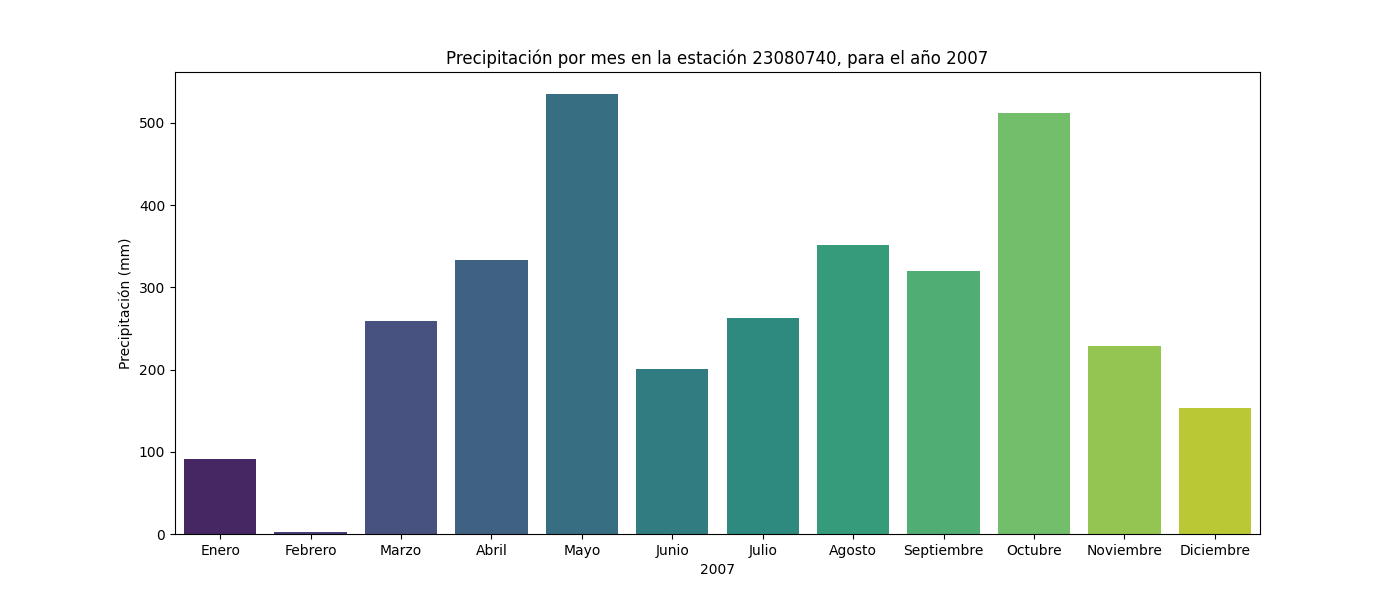 Precipitación por mes en la estación 23080740, para el año 2007
Precipitación (mm)
500
400
300
200
100
0
Enero Febrero Marzo Abril Mayo Junio Julio Agosto Septiembre Octubre Noviembre Diciembre
2007